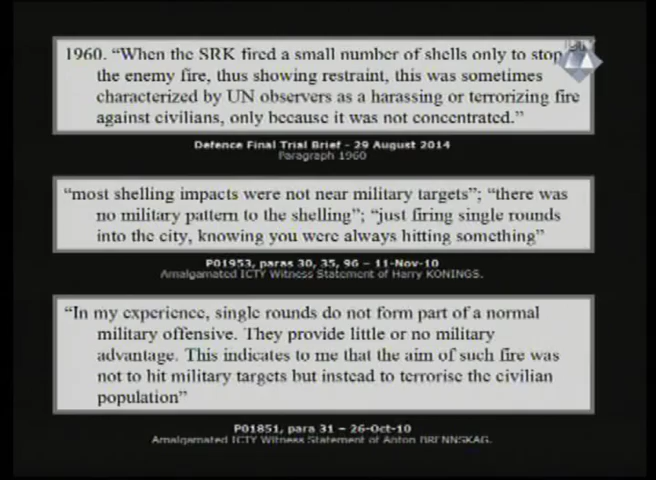 1960. “When the SRK fired a small number of shells only to stop
the enemy fire, thus showing restraint, this was sometimes
characterized by UN observers as a harassing or terrorizing fire
against civilians, only because it was not concentrated.”
Defence Final Trial Brief - 29 August 2014
Paragraph 1960
“most shelling impacts were not near military targets”; “there was
no military pattern to the shelling”; “just firing single rounds
into the city, knowing you were always hitting something”
P01953, paras 30, 35, 96 – 11-Nov-10
Amalgamated ICTY Witness Statement of Harry KONINGS.
“In my experience, single rounds do not form part of a normal
military offensive. They provide little or no military
advantage. This indicates to me that the aim of such fire was
not to hit military targets but instead to terrorise the civilian
population”
P01851, para 31 – 26-Oct-10
Amalgamated ICTY Witness Statement of Anton BRENNSKAG.